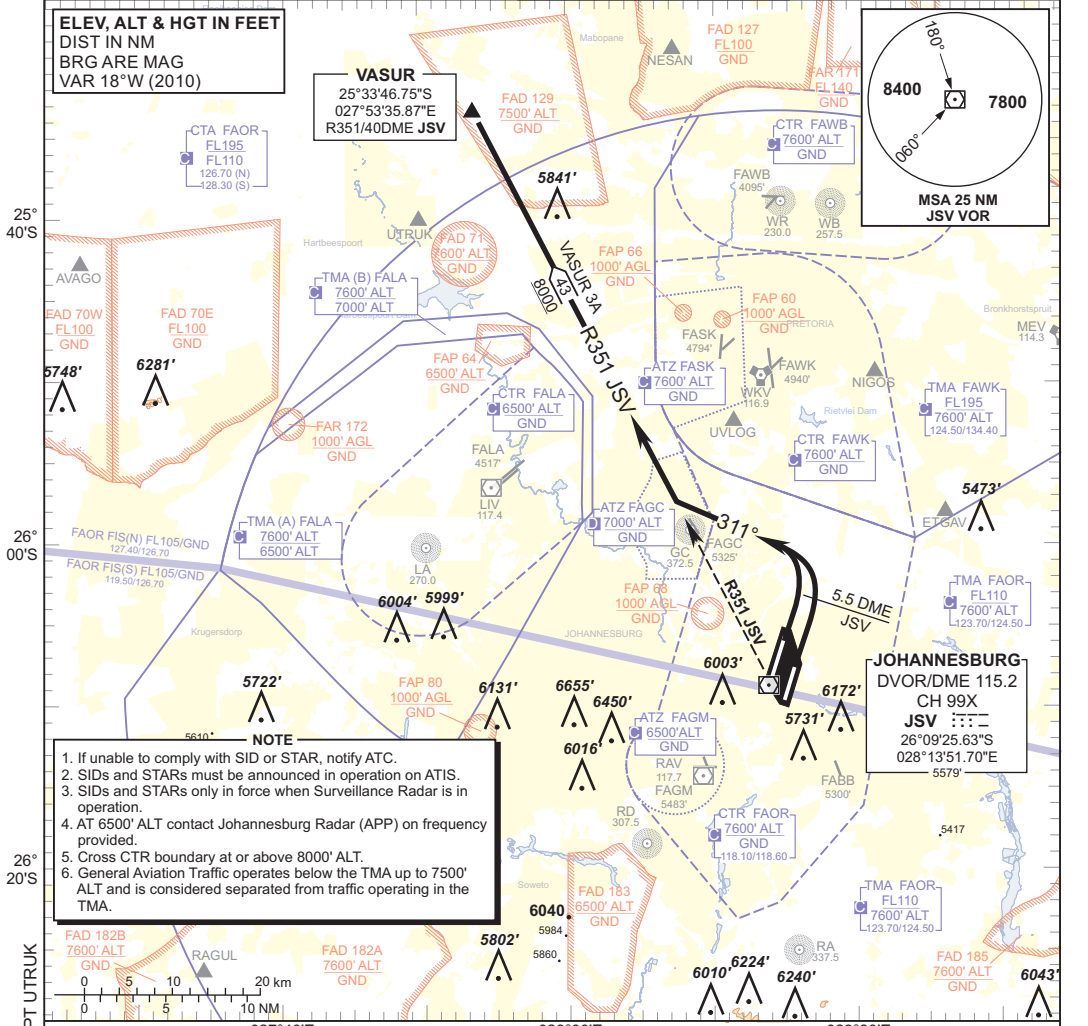 ELEV, ALT & HGT IN FEET
DIST IN NM
BRG ARE MAG
VAR 18°W (2010)
VASUR
25°33'46.75"S
027°53'35.87"E
R351/40DME JSV
FAD 129
7500' ALT
GND
Mabopane
NESAN
FAD 127
FL100
GND
FAR 171
FL140
GND
180°
8400
7800
060°
MSA 25 NM
JSV VOR
CTA FAOR
C
FL195
FL110
126.70 (N)
128.30 (S)
CTR FAWB
C
7600' ALT
GND
FAWB
4095'
WR
230.0
WB
257.5
5841'
25°
40'S
UTRUK
Hartbeespoort
FAD 71
7600' ALT
GND
AVAGO
FAD 70W
FL100
GND
FAD 70E
FL100
GND
TMA (B) FALA
C
7600' ALT
7000' ALT
VASUR 3A
43
8000
R351 JSV
FAP 66
1000' AGL
GND
FAP 60
1000' AGL
GND
PRETORIA
Bronkhorstspruit
MEV
114.3
5748'
6281'
FAP 64
6500' ALT
GND
FASK
4794'
FAWK
4940'
WKV
116.9
NIGOS
ATZ FASK
C
7600' ALT
GND
CTR FALA
C
6500' ALT
GND
TMA FAWK
C
FL195
7600' ALT
124.50/134.40
Rietvlei Dam
UVLOG
FAR 172
1000' AGL
GND
CTR FAWK
C
7600' ALT
GND
FALA
4517'
LIV
117.4
5473'
ETGAV
ATZ FAGC
D
7000' ALT
GND
311°
FAGC
5325'
GC
372.5
TMA (A) FALA
C
7600' ALT
6500' ALT
26°
00'S
FAOR FIS(N) FL105/GND
127.40/126.70
FAOR FIS(S) FL105/GND
119.50/126.70
LA
270.0
FAP 68
1000' AGL
GND
R351 JSV
5.5 DME
JSV
TMA FAOR
C
FL110
7600' ALT
123.70/124.50
6004'
5999'
Krugersdorp
JOHANNESBURG
JOHANNESBURG
DVOR/DME 115.2
CH 99X
JSV
26°09'25.63"S
028°13'51.70"E
5579'
5722'
FAP 80
1000' AGL
GND
6131'
6655'
6450'
6003'
6172'
5731'
5610
6016'
ATZ FAGM
C
6500'ALT
GND
RAV
117.7
FAGM
5483'
FABB
5300'
NOTE
1. If unable to comply with SID or STAR, notify ATC.
2. SIDs and STARs must be announced in operation on ATIS.
3. SIDs and STARs only in force when Surveillance Radar is in
operation.
4. AT 6500' ALT contact Johannesburg Radar (APP) on frequency
provided.
5. Cross CTR boundary at or above 8000' ALT.
6. General Aviation Traffic operates below the TMA up to 7500'
ALT and is considered separated from traffic operating in the
TMA.
RD
307.5
CTR FAOR
C
7600' ALT
GND
118.10/118.60
5417
26°
20'S
Soweto
FAD 183
6500' ALT
GND
TMA FAOR
C
FL110
7600' ALT
123.70/124.50
6040
5984
5860
5802'
FAD 182B
7600' ALT
GND
RAGUL
FAD 182A
7600' ALT
GND
RA
337.5
FAD 185
7600' ALT
GND
6010'
6224'
6240'
6043'
0 5 10 20 km
0 5 10 NM
PT UTRUK